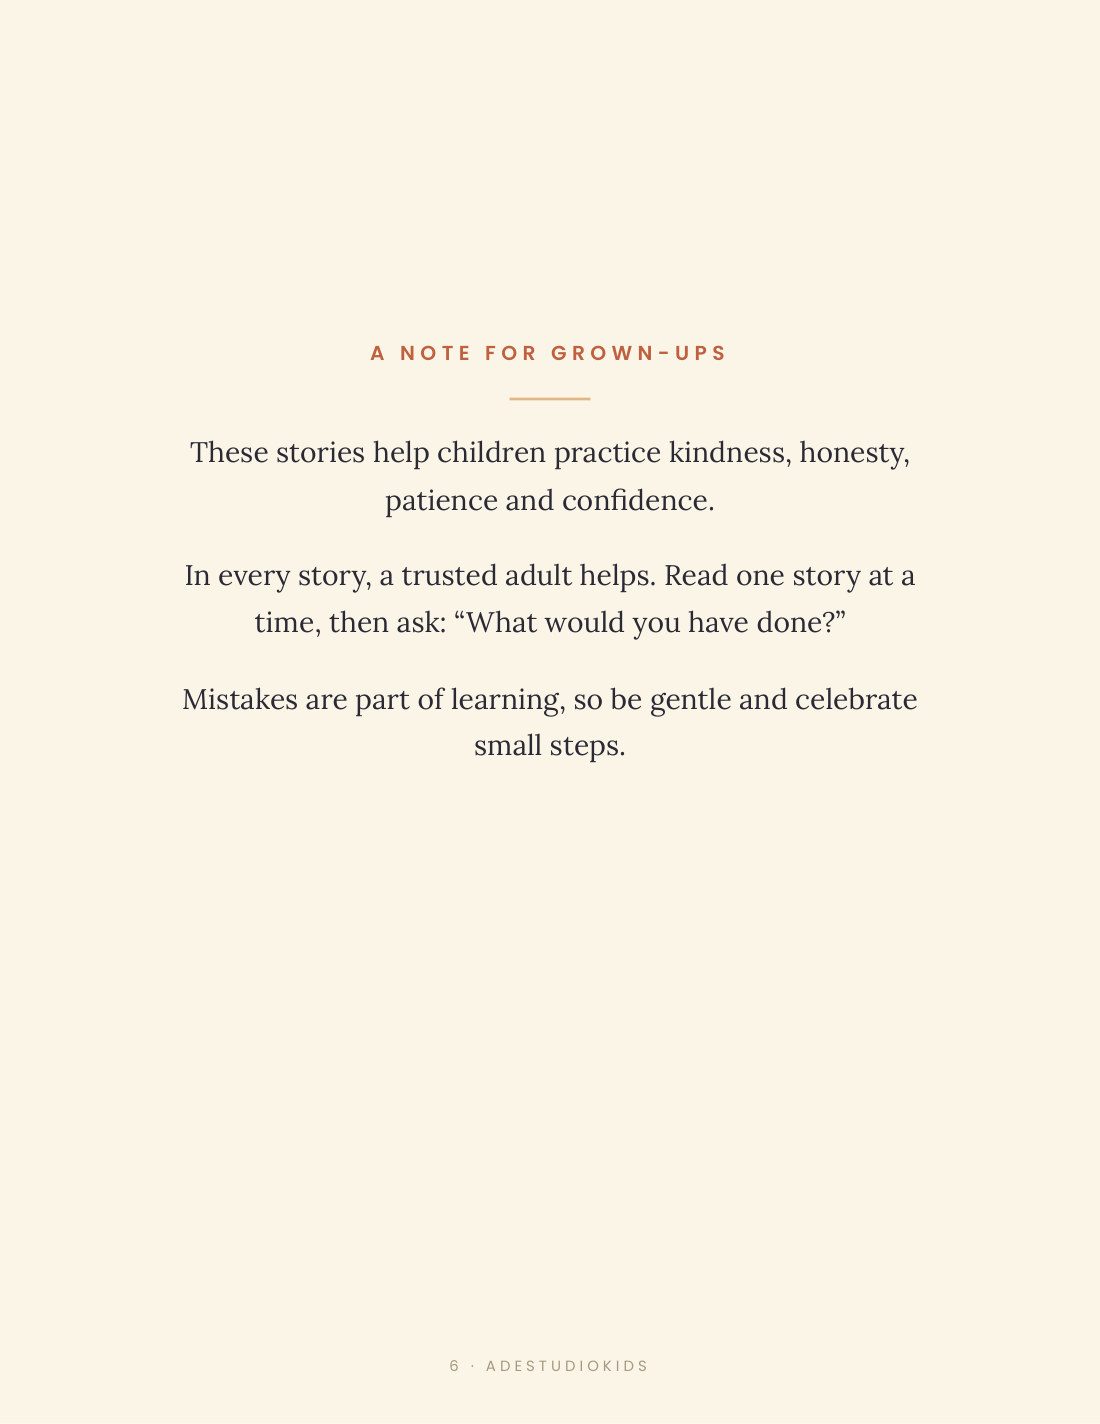 A NOTE FOR GROWN-UPS
These stories help children practice kindness, honesty,
patience and confidence.
In every story, a trusted adult helps. Read one story at a
time, then ask: “What would you have done?”
Mistakes are part of learning, so be gentle and celebrate
small steps.
6 · ADESTUDIOKIDS